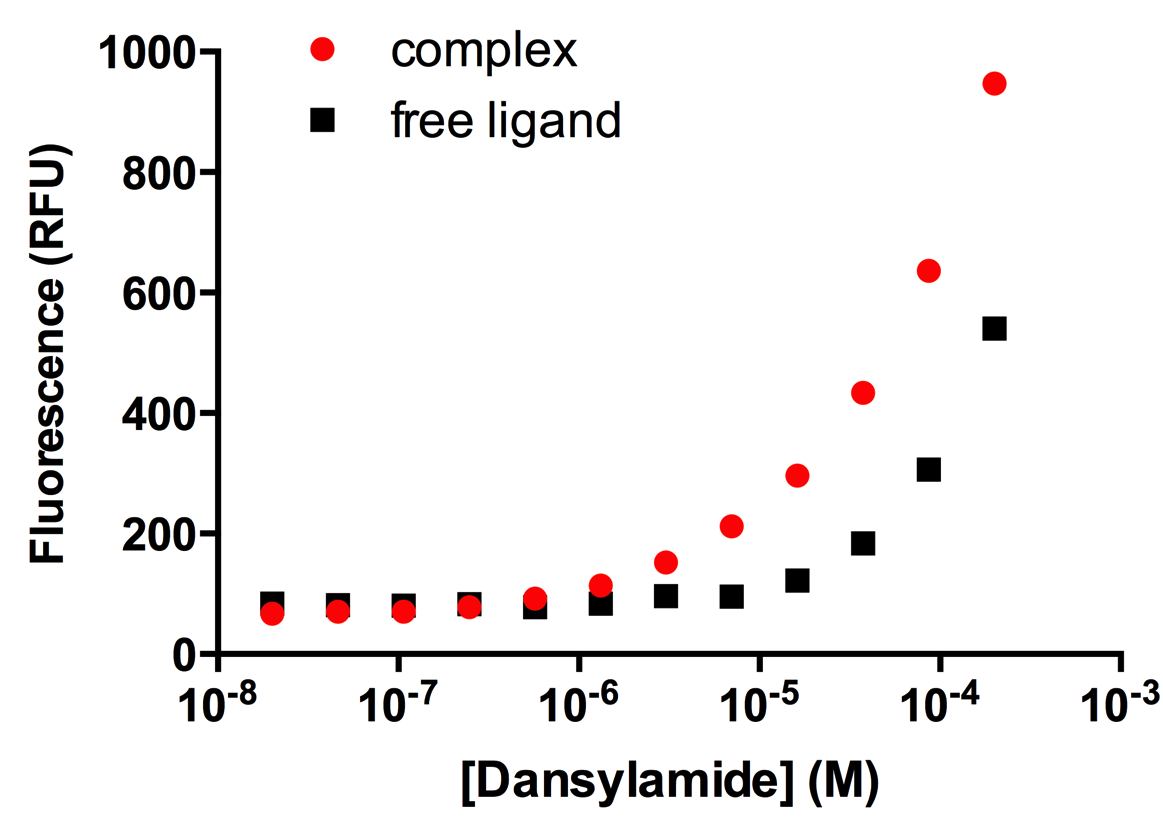 complex
free ligand
1000
800
600
400
200
0
Fluorescence (RFU)
10⁻⁸ 10⁻⁷ 10⁻⁶ 10⁻⁵ 10⁻⁴ 10⁻³
[Dansylamide] (M)